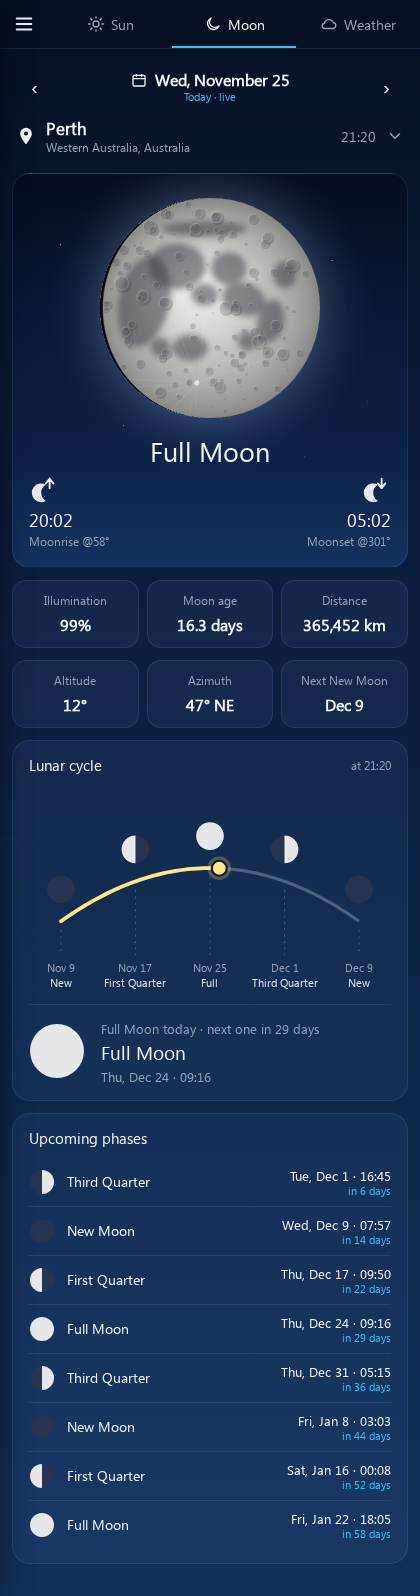 Sun
Moon
Weather
Wed, November 25
Today · live
Perth
Western Australia, Australia
21:20
Full Moon
20:02
05:02
Moonrise @58°
Moonset @301°
Illumination
Moon age
Distance
99%
16.3 days
365,452 km
Altitude
Azimuth
Next New Moon
12°
47° NE
Dec 9
Lunar cycle
at 21:20
Nov 9
Nov 17
Nov 25
Dec 1
Dec 9
New
First Quarter
Full
Third Quarter
New
Full Moon today · next one in 29 days
Full Moon
Thu, Dec 24 · 09:16
Upcoming phases
Third Quarter
Tue, Dec 1 · 16:45
in 6 days
New Moon
Wed, Dec 9 · 07:57
in 14 days
First Quarter
Thu, Dec 17 · 09:50
in 22 days
Full Moon
Thu, Dec 24 · 09:16
in 29 days
Third Quarter
Thu, Dec 31 · 05:15
in 36 days
New Moon
Fri, Jan 8 · 03:03
in 44 days
First Quarter
Sat, Jan 16 · 00:08
in 52 days
Full Moon
Fri, Jan 22 · 18:05
in 58 days